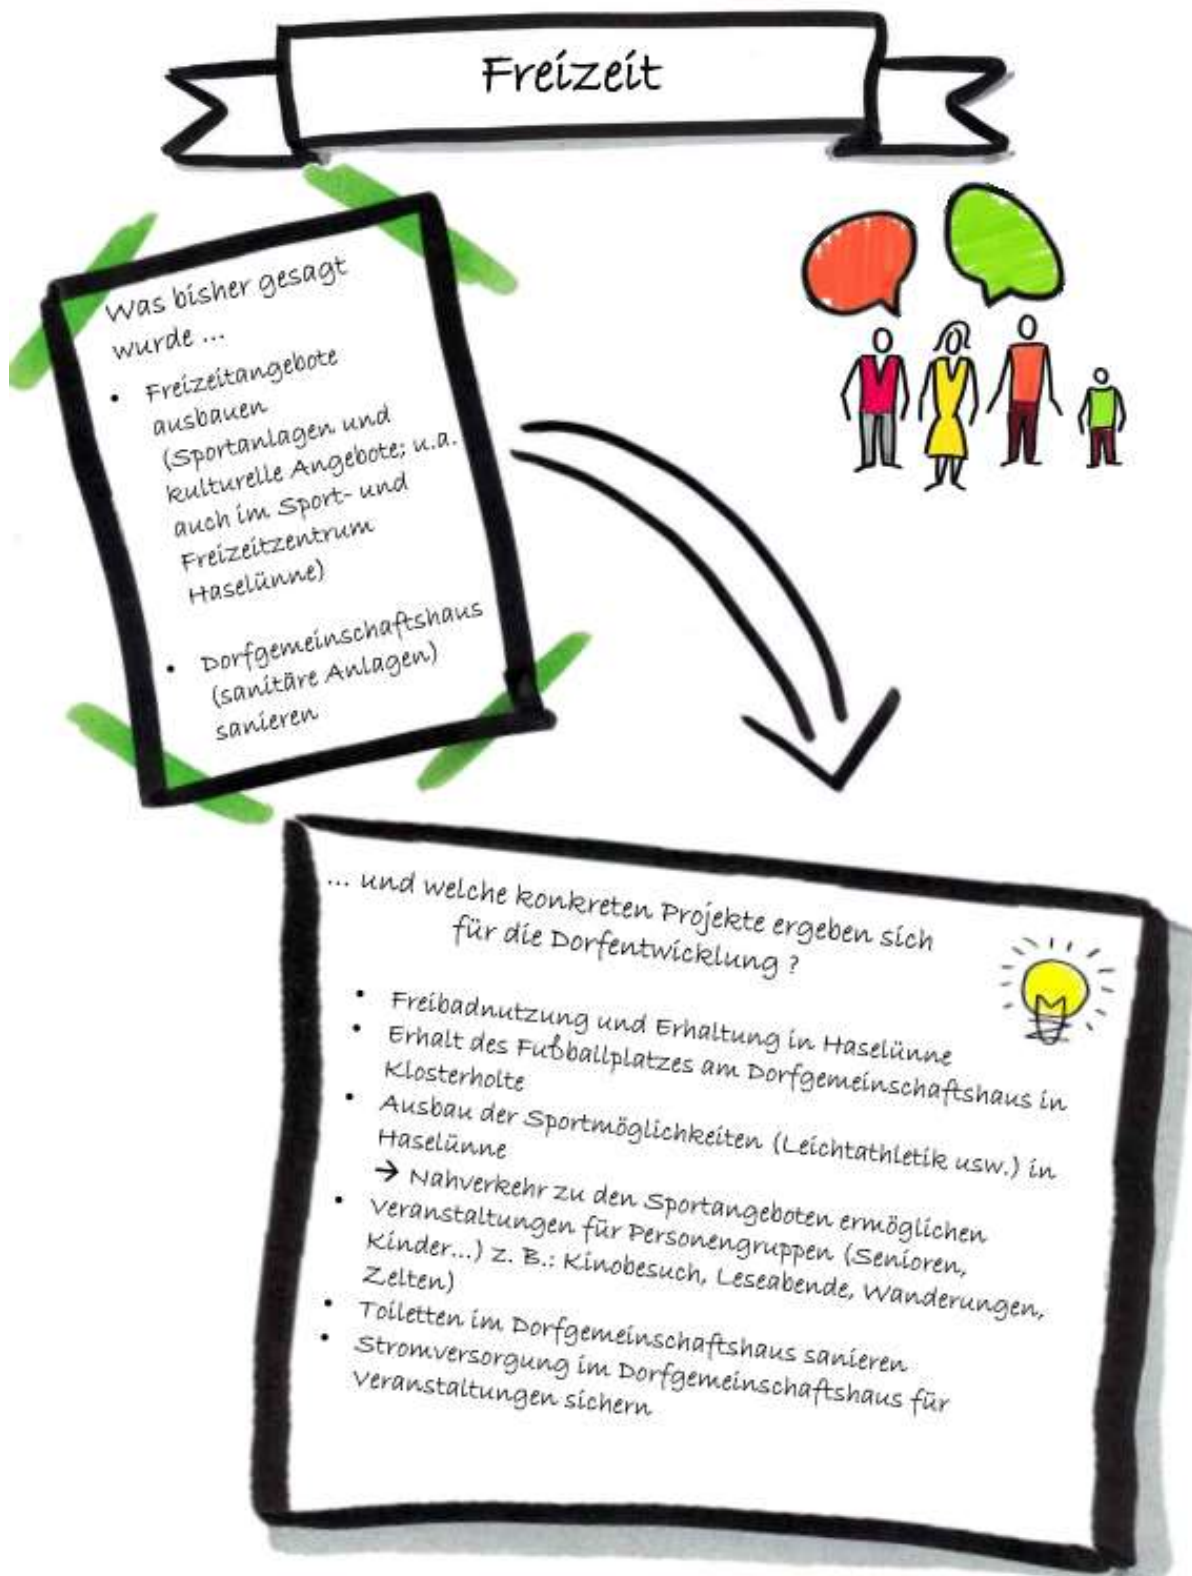 Freizeit
Was bisher gesagt
wurde ...
• Freizeitangebote
ausbauen
(Sportanlagen und
kulturelle Angebote; u.a.
auch im Sport- und
Freizeitzentrum
Haselünne)
• Dorfgemeinschaftshaus
(sanitäre Anlagen)
sanieren
... und welche konkreten Projekte ergeben sich
für die Dorfentwicklung ?
• Freibadnutzung und Erhaltung in Haselünne
• Erhalt des Fußballplatzes am Dorfgemeinschaftshaus in
Klosterholte
• Ausbau der Sportmöglichkeiten (Leichtathletik usw.) in
Haselünne
→ Nahverkehr zu den Sportangeboten ermöglichen
• Veranstaltungen für Personengruppen (Senioren,
Kinder...) z. B.: Kinobesuch, Leseabende, Wanderungen,
Zelten)
• Toiletten im Dorfgemeinschaftshaus sanieren
• Stromversorgung im Dorfgemeinschaftshaus für
Veranstaltungen sichern